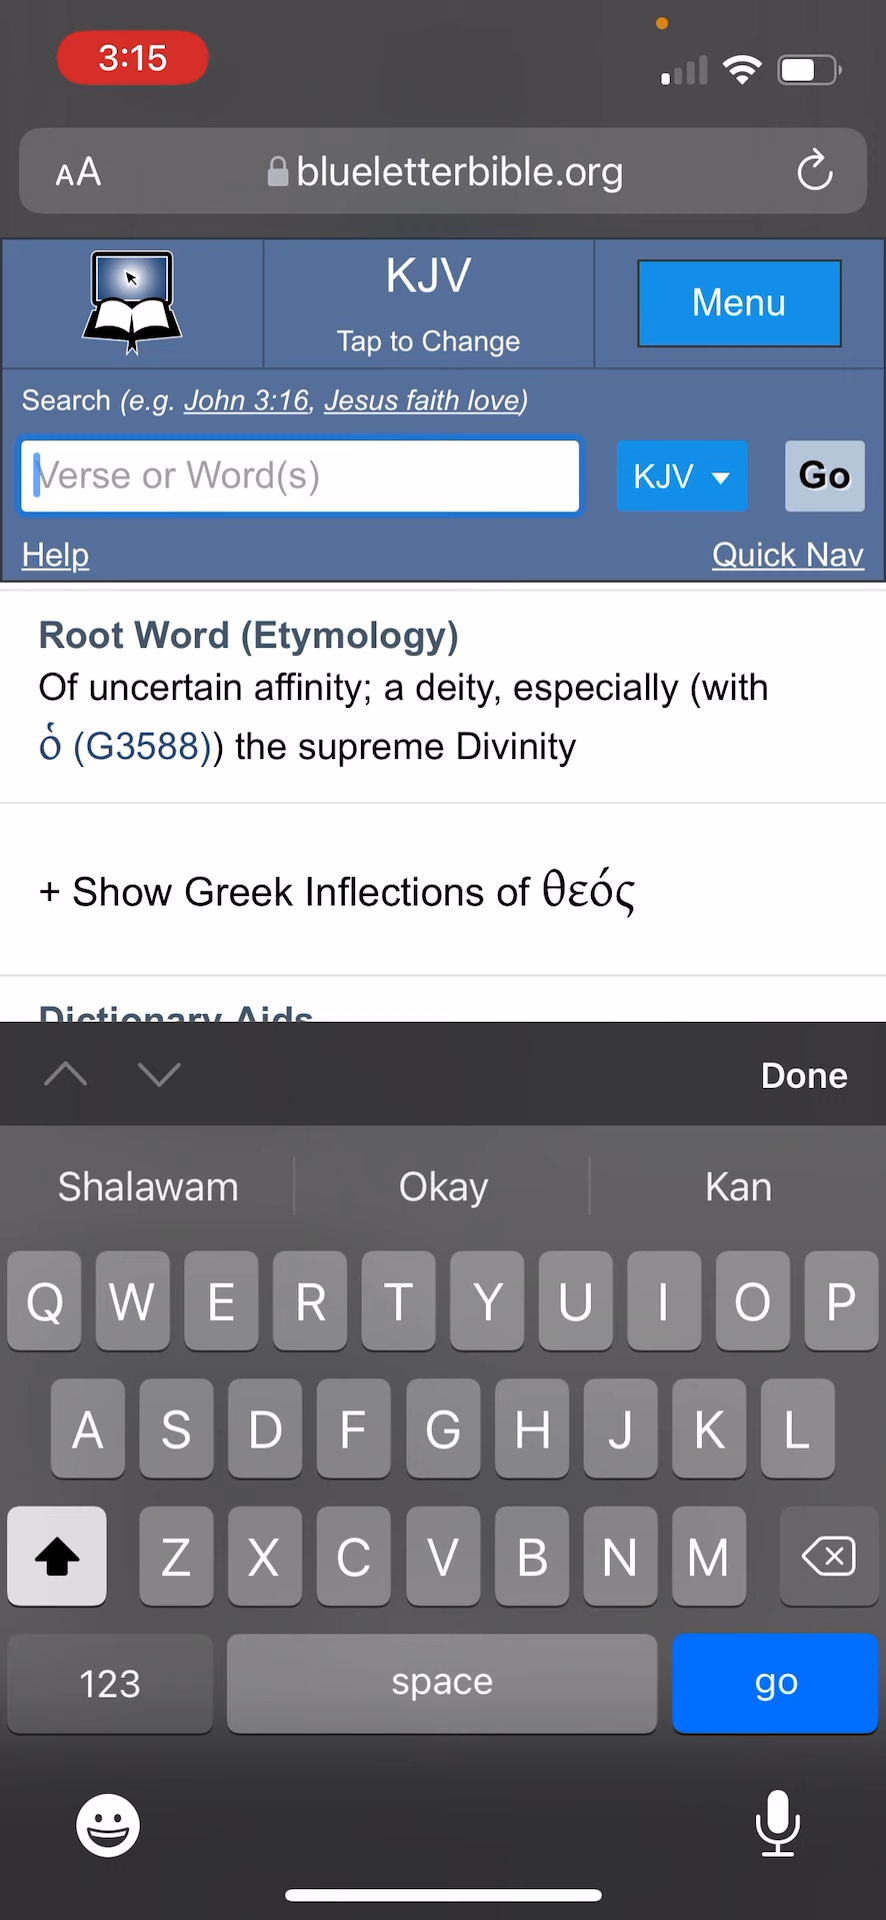 3:15
AA blueletterbible.org
KJV
Tap to Change
Menu
Search (e.g. John 3:16, Jesus faith love)
Verse or Word(s)
KJV
Go
Help
Quick Nav
Root Word (Etymology)
Of uncertain affinity; a deity, especially (with
ὁ (G3588)) the supreme Divinity
+ Show Greek Inflections of θεός
Dictionary Aids
Done
Shalawam Okay Kan
Q W E R T Y U I O P
A S D F G H J K L
Z X C V B N M
123 space go